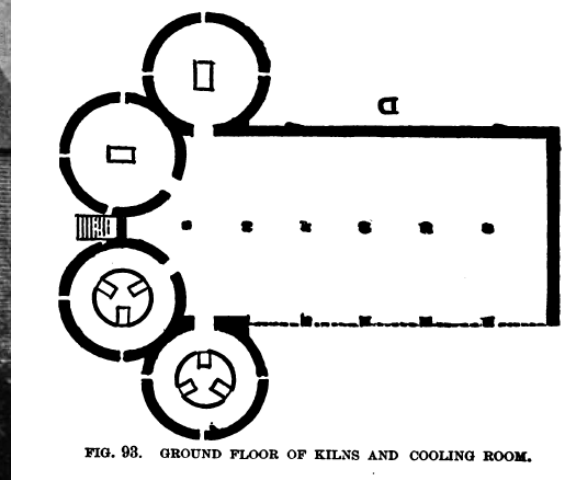 D
FIG. 93. GROUND FLOOR OF KILNS AND COOLING ROOM.